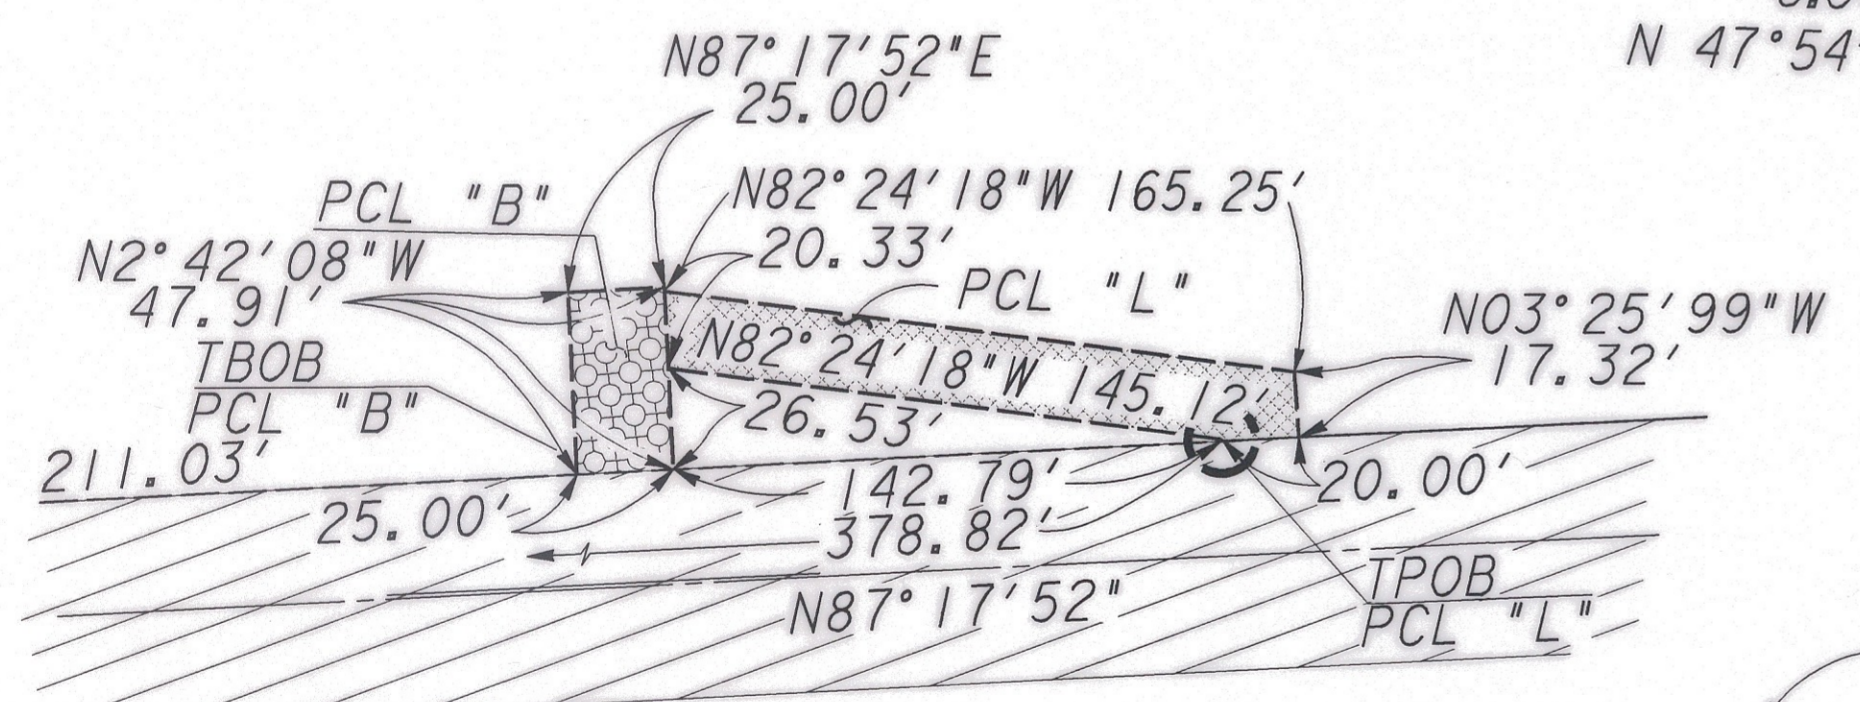 N 47°54'
N87°17'52"E
25.00'
N82°24'18"W 165.25'
PCL "B"
20.33'
N2°42'08"W
47.91'
PCL "L"
N03°25'99"W
17.32'
TBOB
PCL "B"
N82°24'18"W 145.12'
26.53'
211.03'
25.00'
142.79'
20.00'
378.82'
TPOB
PCL "L"
N87°17'52"